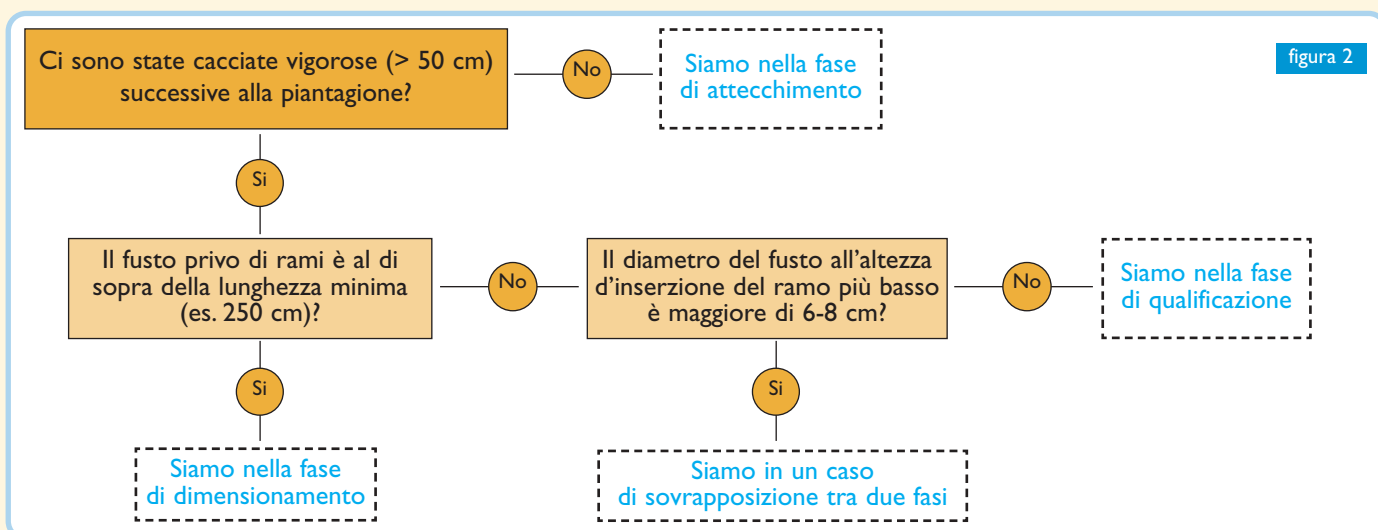 figura 2
Ci sono state cacciate vigorose (> 50 cm)
successive alla piantagione?
No
Siamo nella fase
di attecchimento
Si
Il fusto privo di rami è al di
sopra della lunghezza minima
(es. 250 cm)?
No
Il diametro del fusto all'altezza
d'inserzione del ramo più basso
è maggiore di 6-8 cm?
No
Siamo nella fase
di qualificazione
Si
Si
Siamo nella fase
di dimensionamento
Siamo in un caso
di sovrapposizione tra due fasi